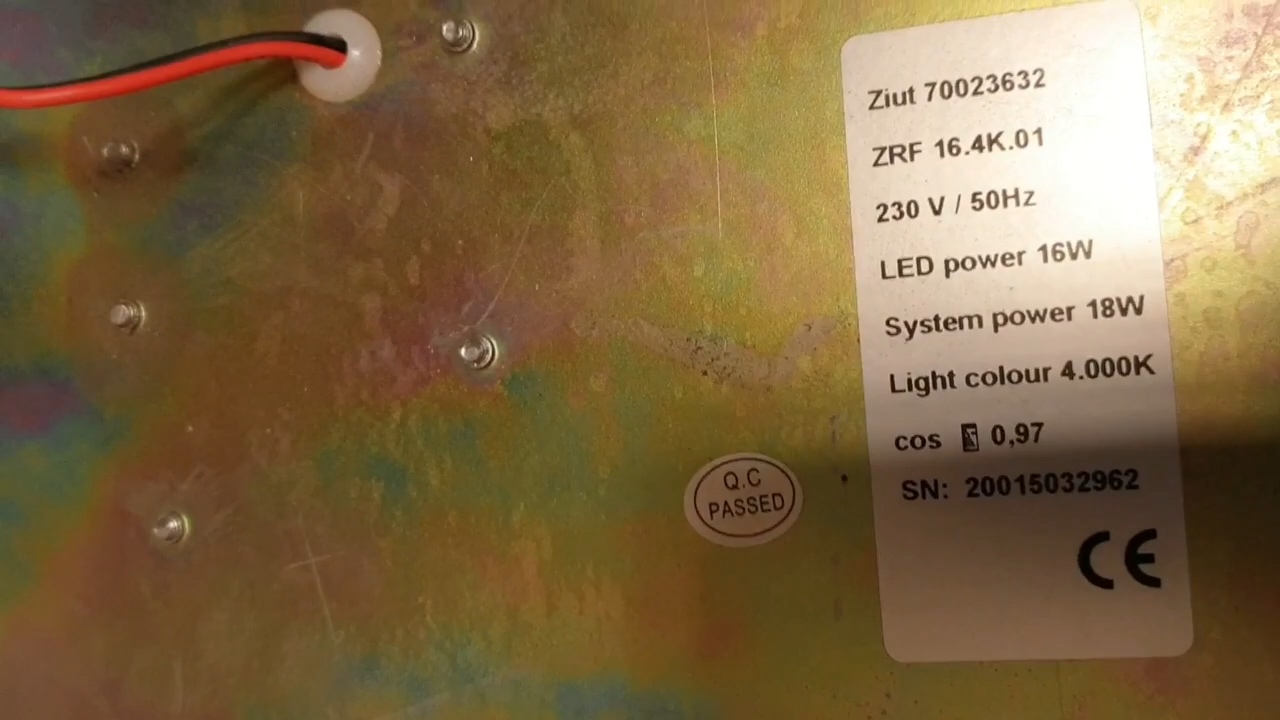 Ziut 70023632
ZRF 16.4K.01
230 V / 50Hz
LED power 16W
System power 18W
Light colour 4.000K
cos 0,97
SN: 20015032962
CE
Q.C
PASSED